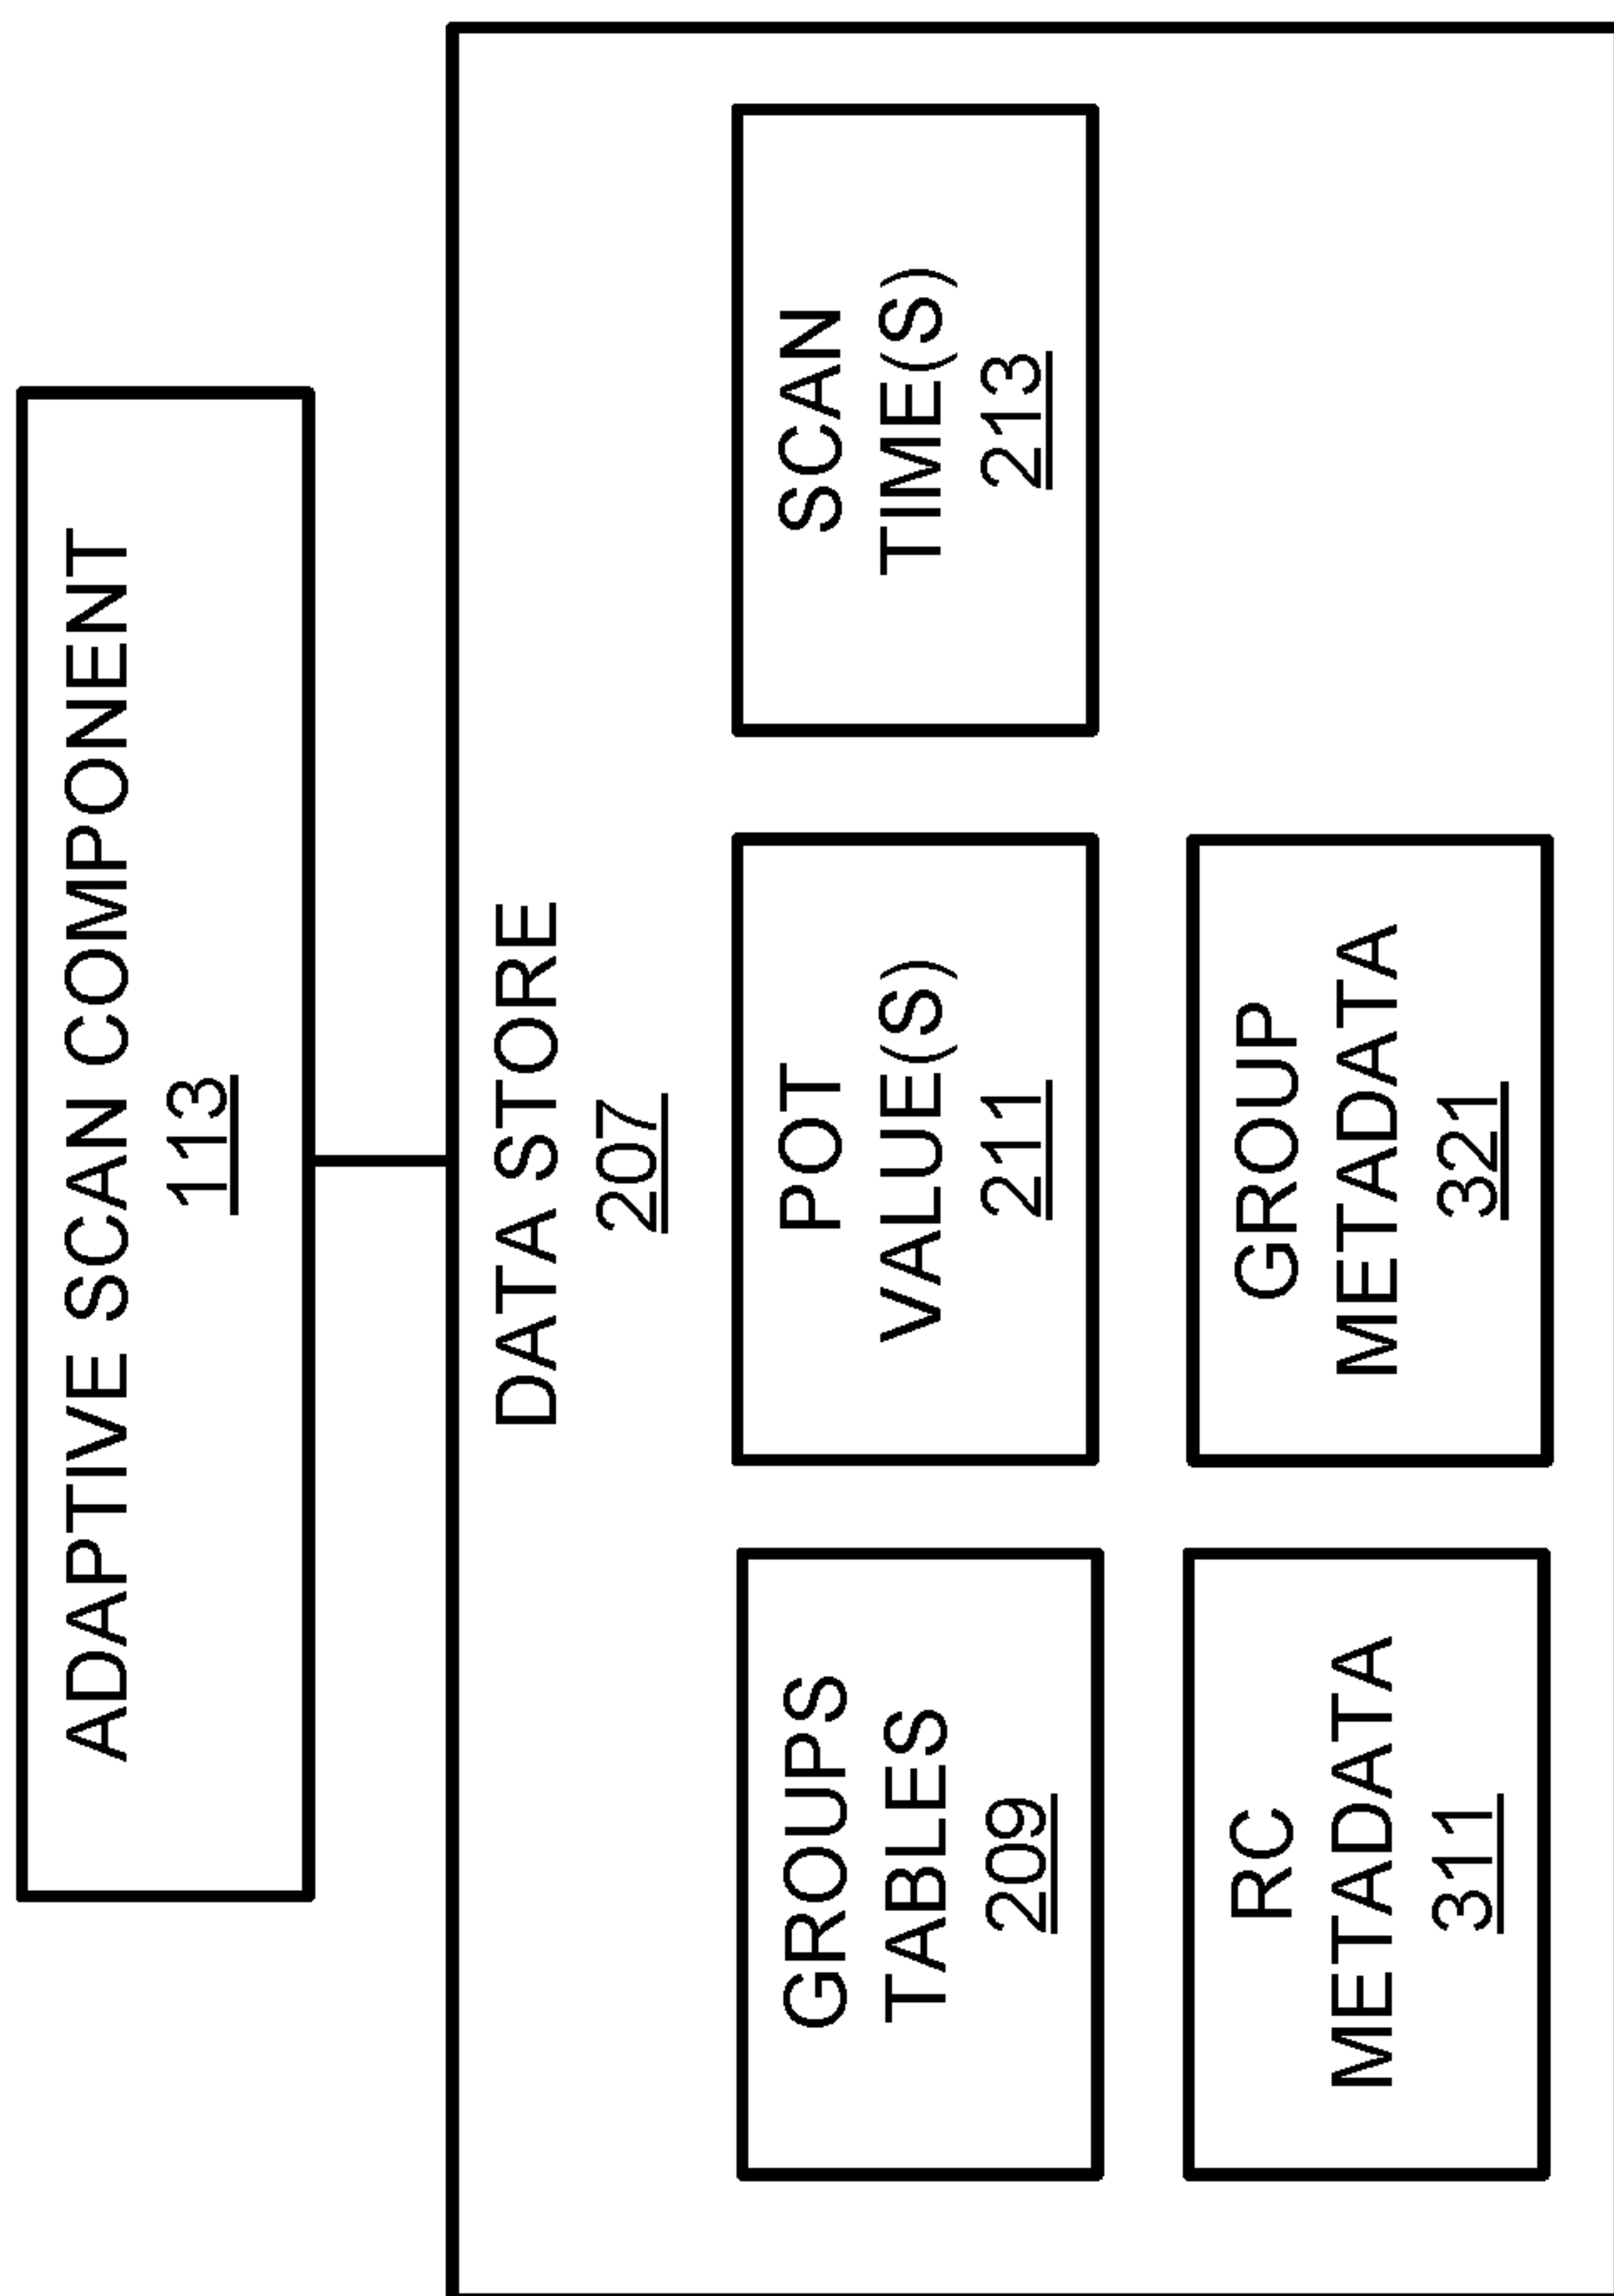 ADAPTIVE SCAN COMPONENT
113
DATA STORE
207
GROUPS
TABLES
209
POT
VALUE(S)
211
SCAN
TIME(S)
213
RC
METADATA
311
GROUP
METADATA
321